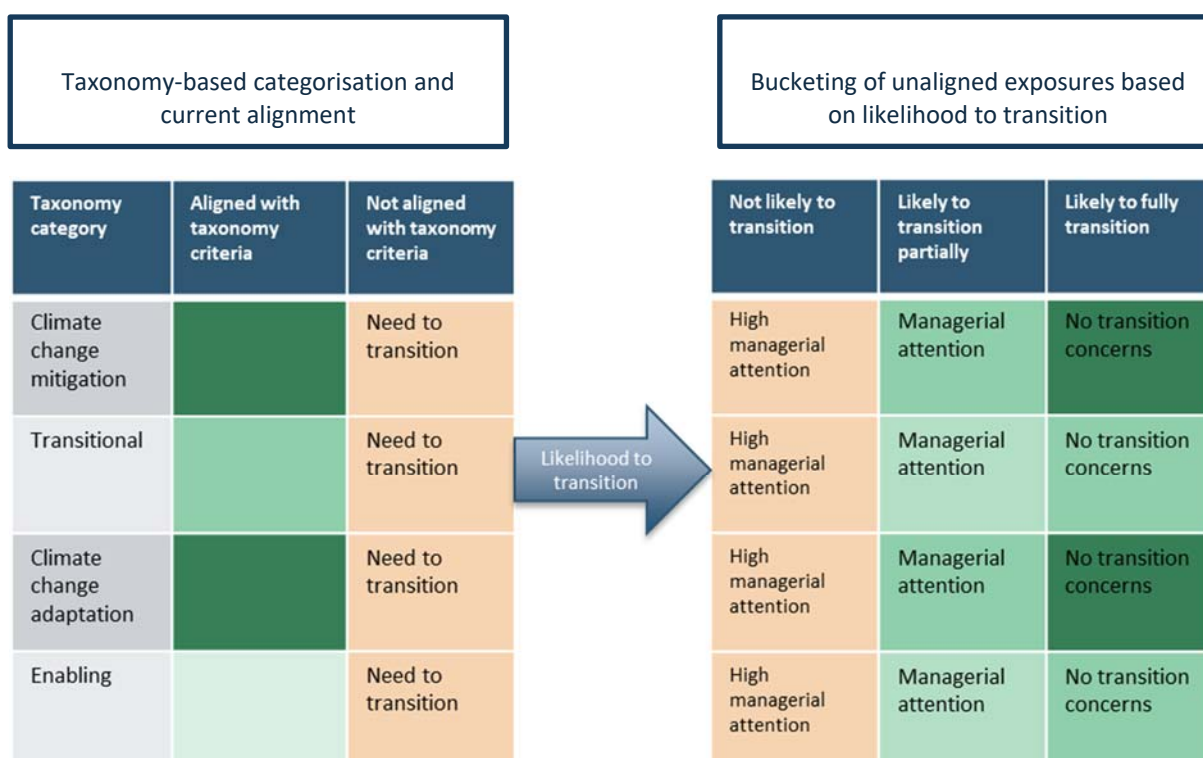 Taxonomy-based categorisation and
current alignment
Bucketing of unaligned exposures based
on likelihood to transition
Taxonomy
category
Aligned with
taxonomy
criteria
Not aligned
with taxonomy
criteria
Climate
change
mitigation
Need to
transition
Transitional
Need to
transition
Climate
change
adaptation
Need to
transition
Enabling
Need to
transition
Likelihood to
transition
Not likely to
transition
Likely to
transition
partially
Likely to fully
transition
High
managerial
attention
Managerial
attention
No transition
concerns
High
managerial
attention
Managerial
attention
No transition
concerns
High
managerial
attention
Managerial
attention
No transition
concerns
High
managerial
attention
Managerial
attention
No transition
concerns